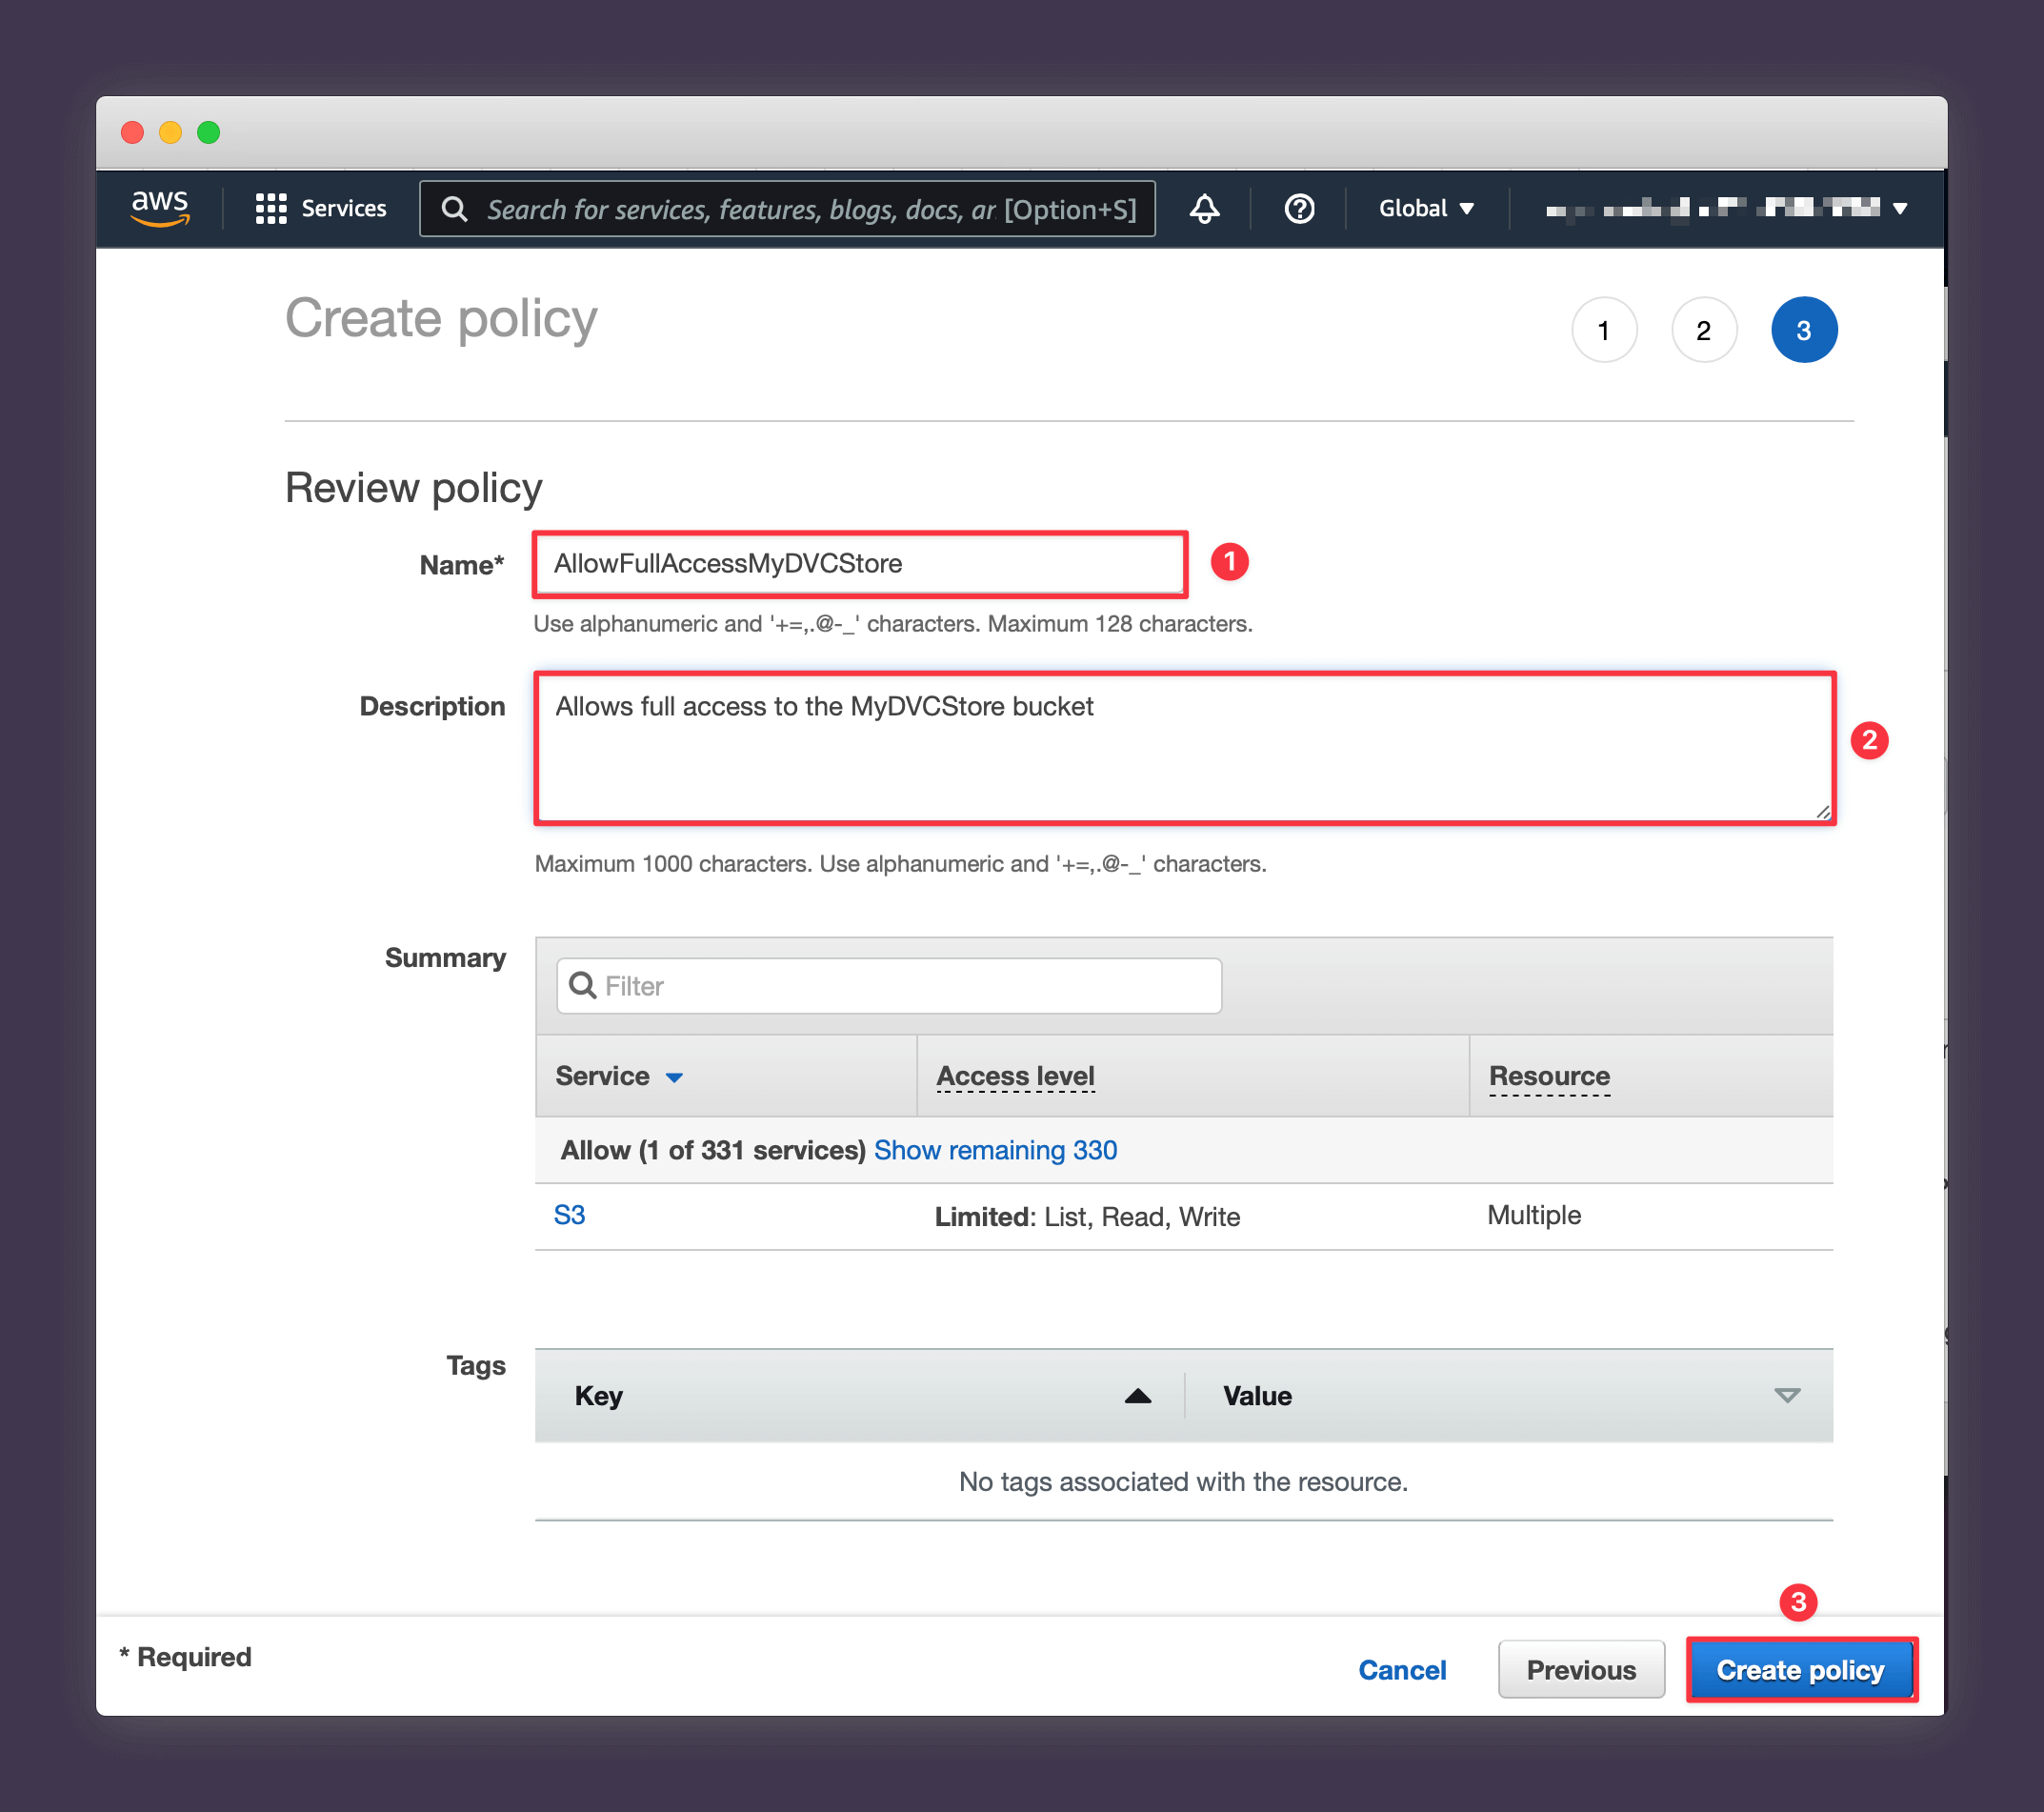 aws
Services
Search for services, features, blogs, docs, ar [Option+S]
Global
Create policy
1
2
3
Review policy
Name*
AllowFullAccessMyDVCStore
1
Use alphanumeric and '+=,.@-_' characters. Maximum 128 characters.
Description
Allows full access to the MyDVCStore bucket
2
Maximum 1000 characters. Use alphanumeric and '+=,.@-_' characters.
Summary
Filter
Service
Access level
Resource
Allow (1 of 331 services) Show remaining 330
S3
Limited: List, Read, Write
Multiple
Tags
Key
Value
No tags associated with the resource.
3
* Required
Cancel
Previous
Create policy